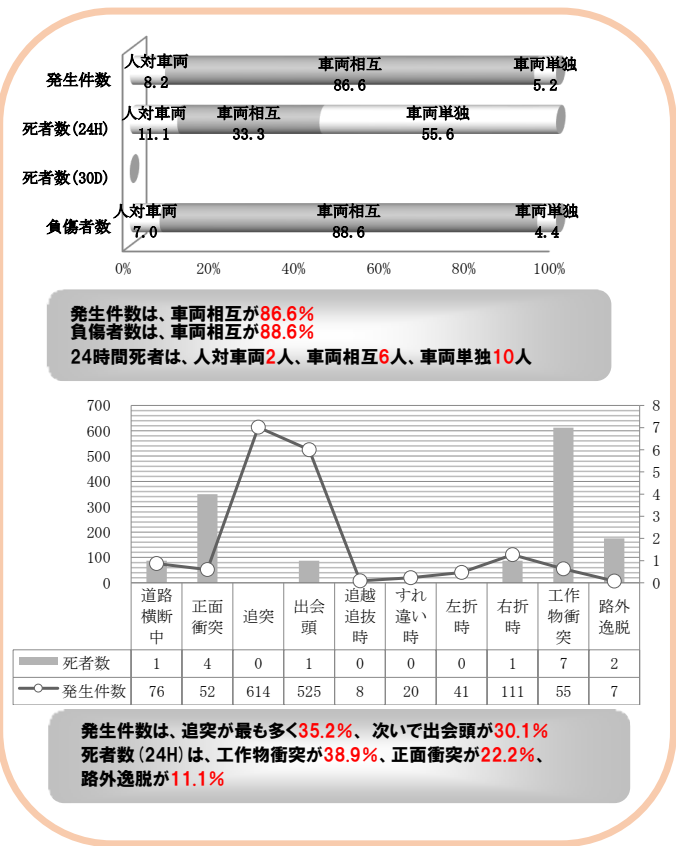 人対車両 車両相互 車両単独
発生件数 8.2 86.6 5.2
人対車両 車両相互 車両単独
死者数(24H) 11.1 33.3 55.6
死者数(30D)
人対車両 車両相互 車両単独
負傷者数 7.0 88.6 4.4
0% 20% 40% 60% 80% 100%
発生件数は、車両相互が86.6%
負傷者数は、車両相互が88.6%
24時間死者は、人対車両2人、車両相互6人、車両単独10人
700 8
600 7
500 6
400 5
300 4
200 3
100 2
0 1
0
道路横断中 正面衝突 追突 出会頭 追越追抜時 すれ違い時 左折時 右折時 工作物衝突 路外逸脱
死者数 1 4 0 1 0 0 0 1 7 2
発生件数 76 52 614 525 8 20 41 111 55 7
発生件数は、追突が最も多く35.2%、次いで出会頭が30.1%
死者数(24H)は、工作物衝突が38.9%、正面衝突が22.2%、
路外逸脱が11.1%